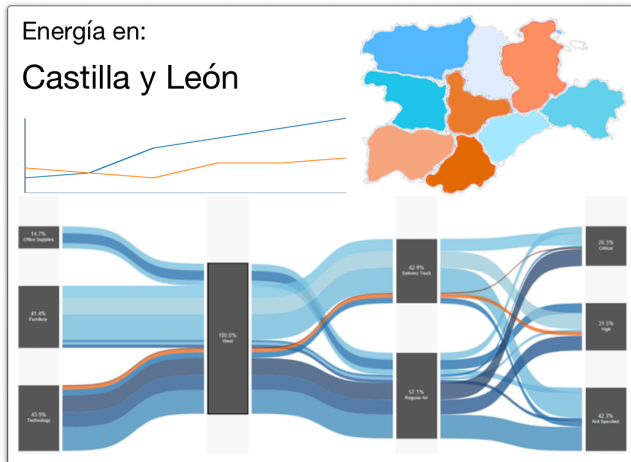 Energía en:
Castilla y León
14.7%
Office Supplies
41.4%
Furniture
43.9%
Technology
100.0%
West
42.9%
Delivery Truck
57.1%
Regular Air
26.3%
Critical
31.5%
High
42.3%
Not Specified